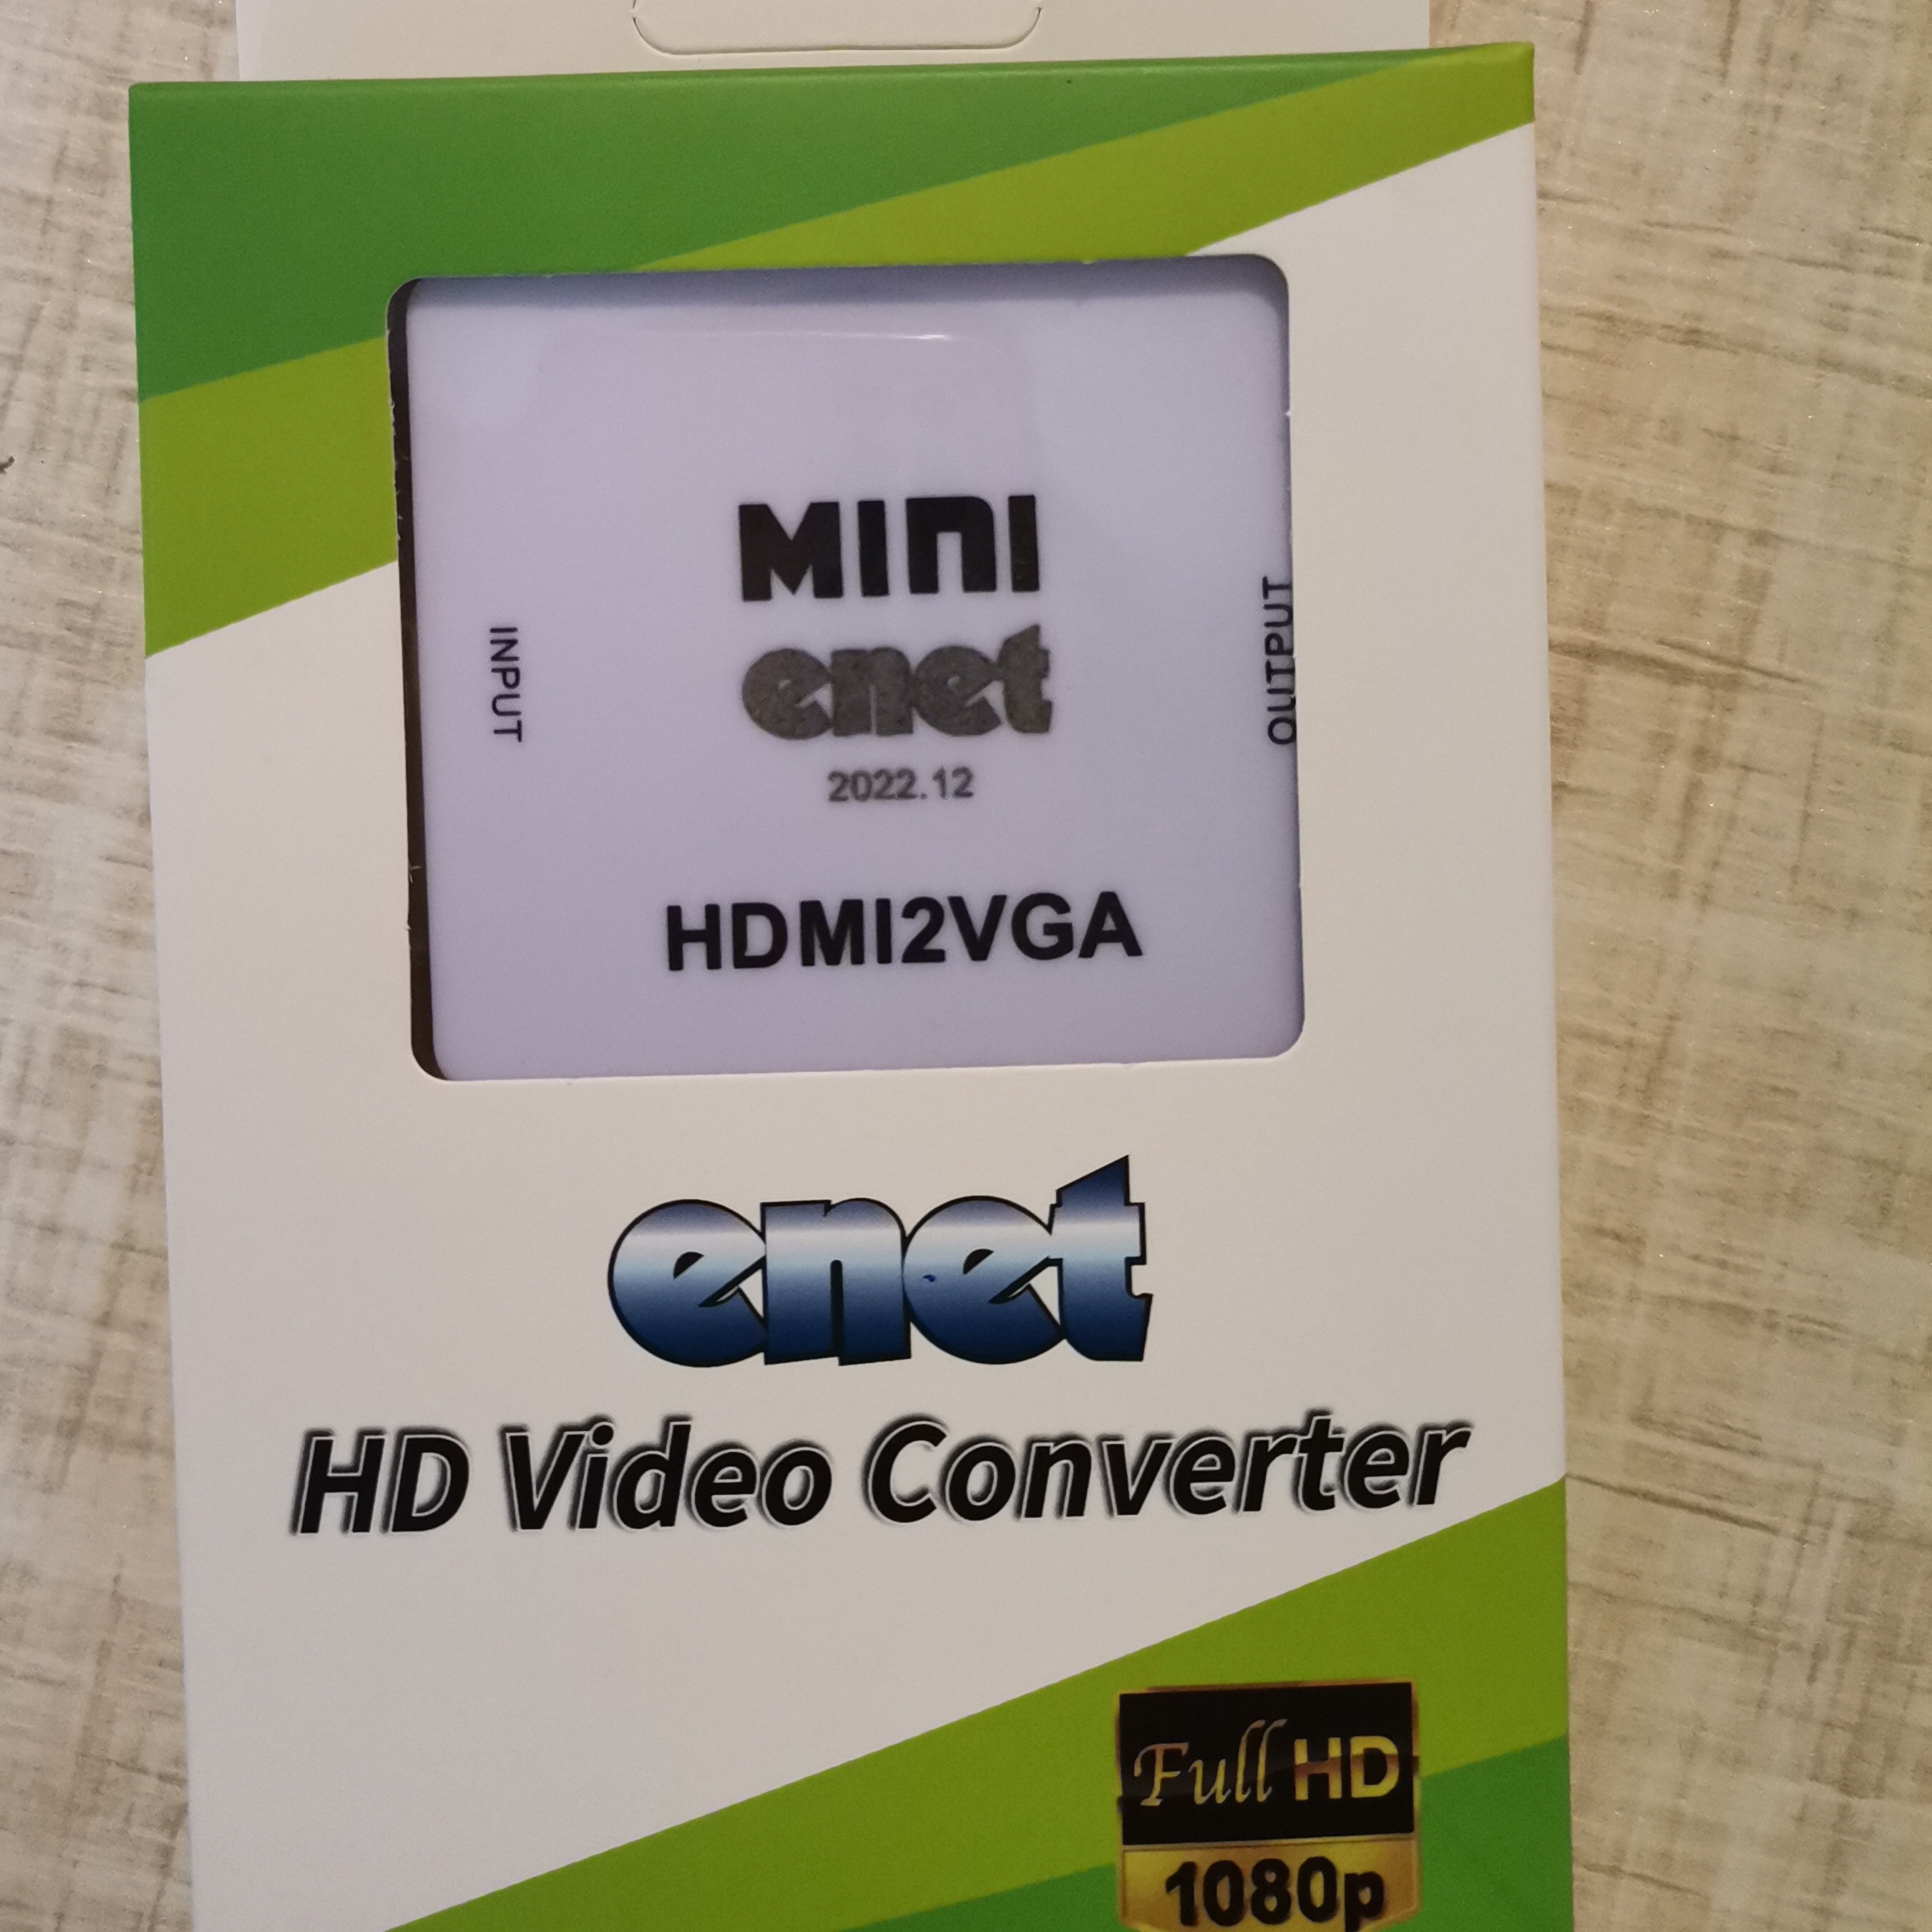 MINI
enet
2022.12
INPUT
OUTPUT
HDMI2VGA
enet
HD Video Converter
Full HD
1080p